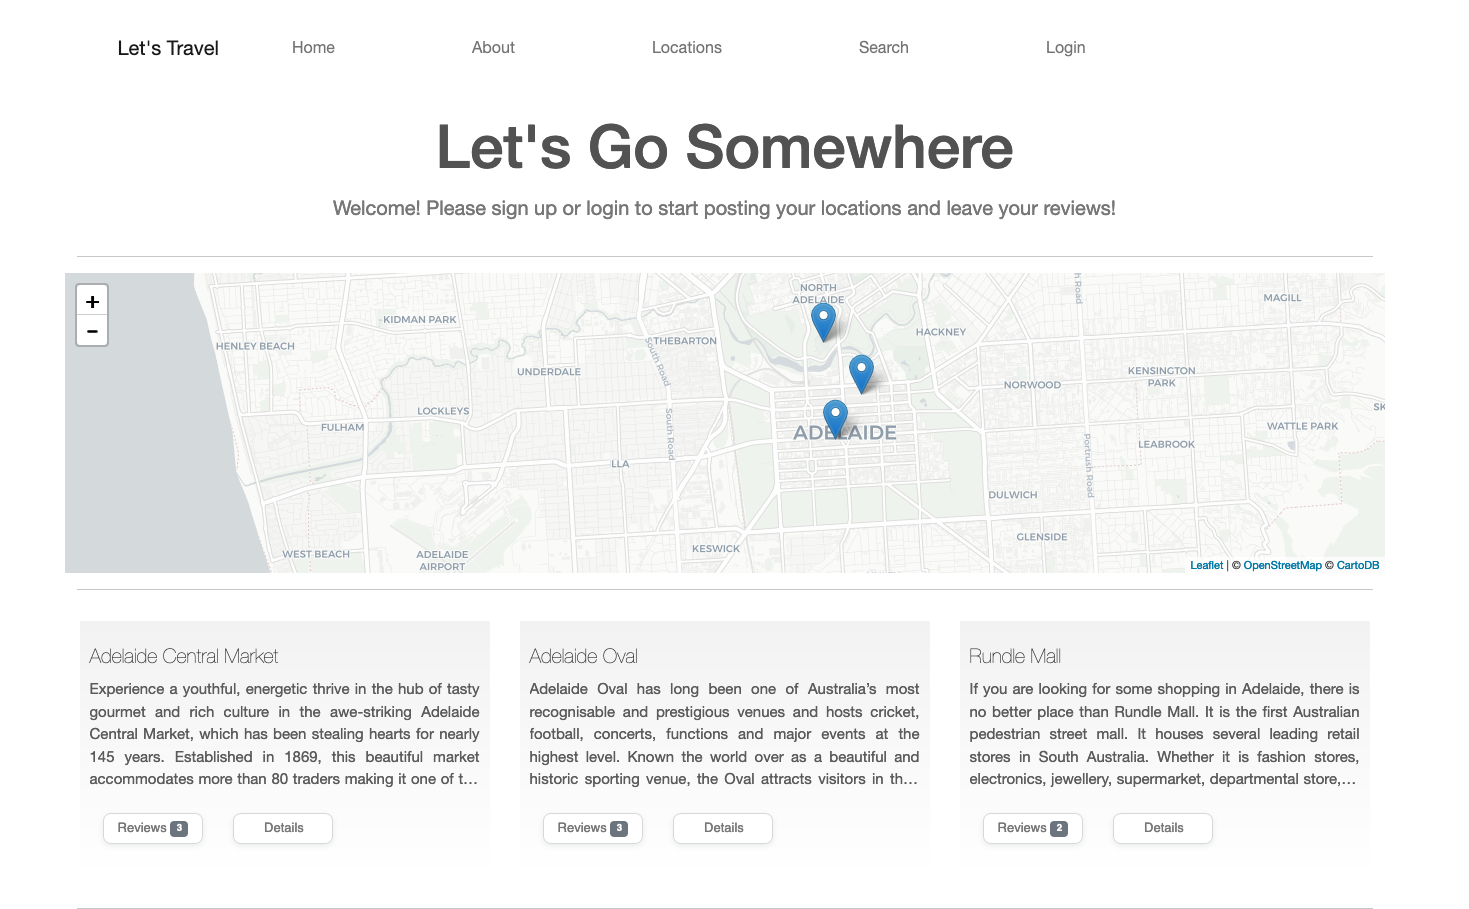 Let's Travel Home About Locations Search Login
Let's Go Somewhere
Welcome! Please sign up or login to start posting your locations and leave your reviews!
+
-
NORTH
ADELAIDE
MAGILL
KIDMAN PARK
HACKNEY
HENLEY BEACH
THEBARTON
South Road
h Road
UNDERDALE
KENSINGTON
PARK
NORWOOD
LOCKLEYS
SK
FULHAM
South Road
ADELAIDE
WATTLE PARK
LEABROOK
Portrush Road
LLA
DULWICH
GLENSIDE
KESWICK
WEST BEACH
ADELAIDE
AIRPORT
Leaflet | © OpenStreetMap © CartoDB
Adelaide Central Market
Experience a youthful, energetic thrive in the hub of tasty
gourmet and rich culture in the awe-striking Adelaide
Central Market, which has been stealing hearts for nearly
145 years. Established in 1869, this beautiful market
accommodates more than 80 traders making it one of t…
Reviews 3 Details
Adelaide Oval
Adelaide Oval has long been one of Australia’s most
recognisable and prestigious venues and hosts cricket,
football, concerts, functions and major events at the
highest level. Known the world over as a beautiful and
historic sporting venue, the Oval attracts visitors in th…
Reviews 3 Details
Rundle Mall
If you are looking for some shopping in Adelaide, there is
no better place than Rundle Mall. It is the first Australian
pedestrian street mall. It houses several leading retail
stores in South Australia. Whether it is fashion stores,
electronics, jewellery, supermarket, departmental store,…
Reviews 2 Details